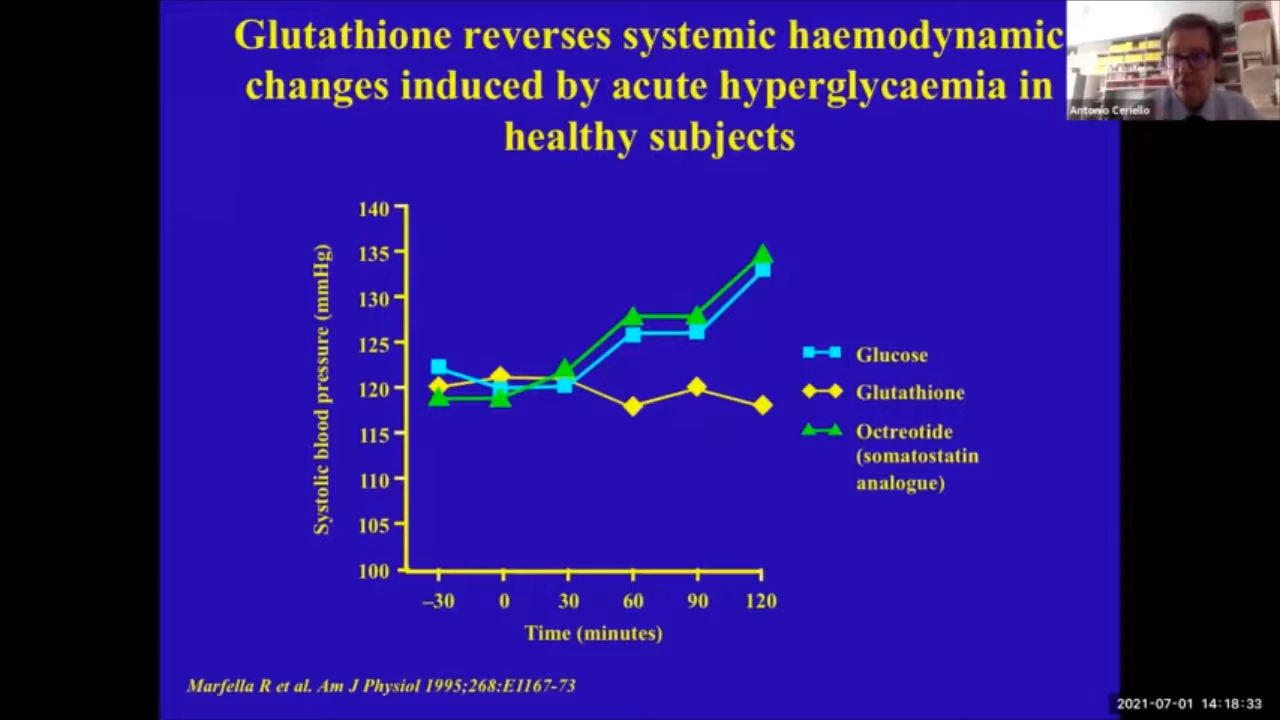 Glutathione reverses systemic haemodynamic
changes induced by acute hyperglycaemia in
healthy subjects
Antonio Ceriello
Systolic blood pressure (mmHg)
140
135
130
125
120
115
110
105
100
–30 0 30 60 90 120
Time (minutes)
Glucose
Glutathione
Octreotide
(somatostatin
analogue)
Marfella R et al. Am J Physiol 1995;268:E1167-73
2021-07-01 14:18:33